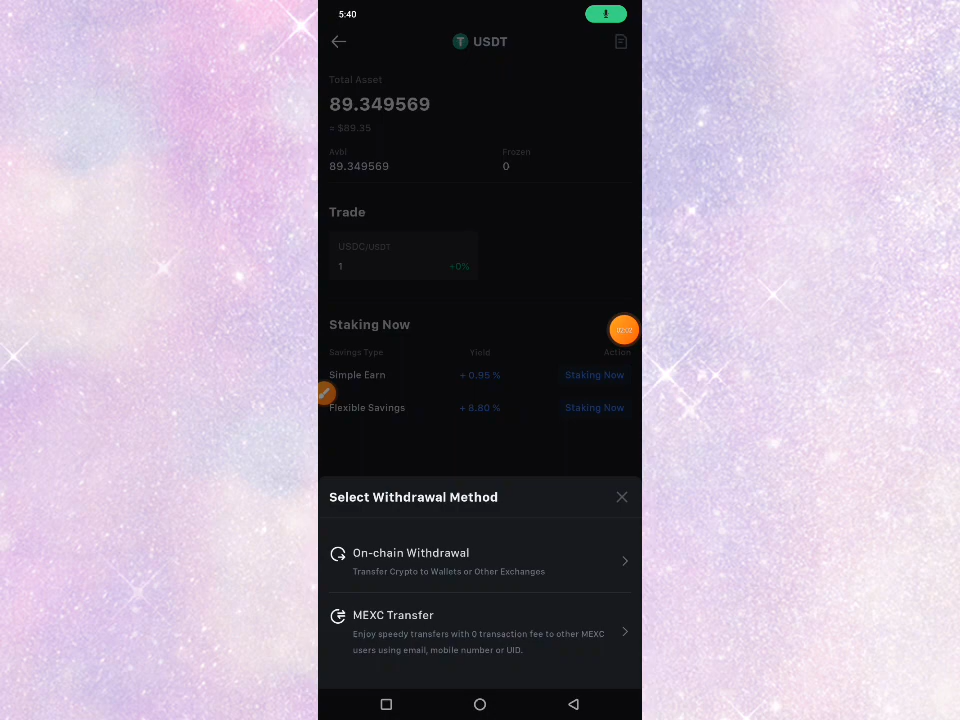 5:40
T USDT
Total Asset
89.349569
≈ $89.35
Avbl Frozen
89.349569 0
Trade
USDC/USDT
1 +0%
Staking Now
02:02
Savings Type Yield Action
Simple Earn + 0.95 % Staking Now
Flexible Savings + 8.80 % Staking Now
Select Withdrawal Method
On-chain Withdrawal
Transfer Crypto to Wallets or Other Exchanges
MEXC Transfer
Enjoy speedy transfers with 0 transaction fee to other MEXC
users using email, mobile number or UID.